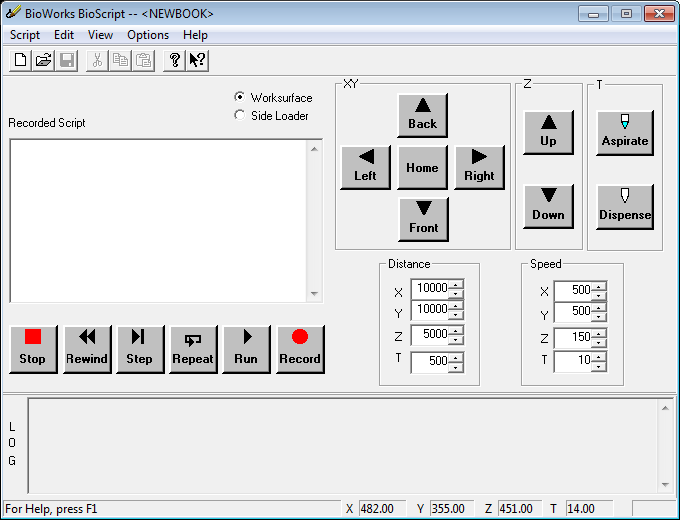 BioWorks BioScript -- <NEWBOOK>
Script Edit View Options Help
Worksurface
Side Loader
Recorded Script
XY
Back
Left
Home
Right
Front
Z
Up
Down
T
Aspirate
Dispense
Distance
X 10000
Y 10000
Z 5000
T 500
Speed
X 500
Y 500
Z 150
T 10
Stop Rewind Step Repeat Run Record
LOG
For Help, press F1 X 482.00 Y 355.00 Z 451.00 T 14.00